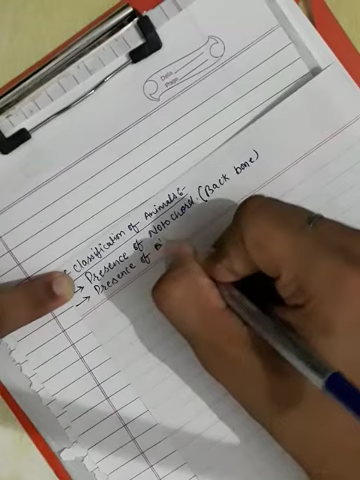 Date
Page
Classification of Animals:-
→ Presence of Notochord. (Back bone)
→ Presence of